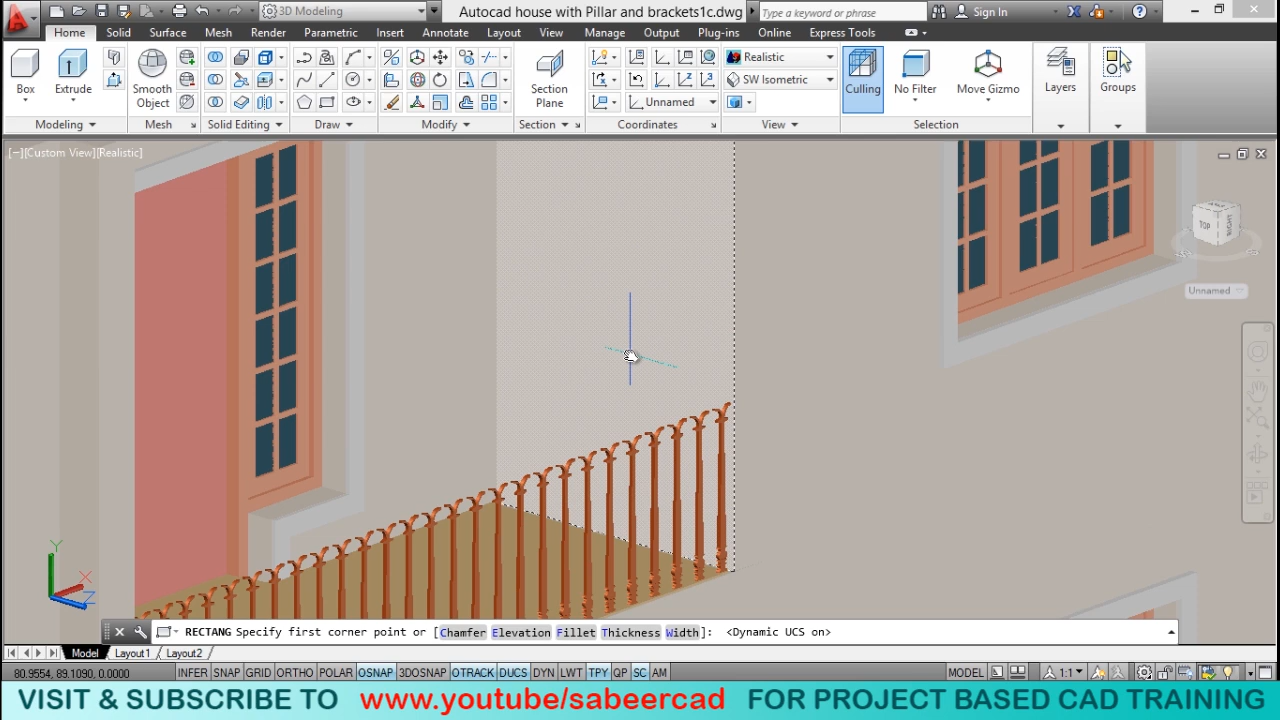 3D Modeling
Autocad house with Pillar and brackets1c.dwg
Type a keyword or phrase
Sign In
Home Solid Surface Mesh Render Parametric Insert Annotate Layout View Manage Output Plug-ins Online Express Tools
Realistic
SW Isometric
Unnamed
Box
Extrude
Smooth
Object
Section
Plane
Culling
No Filter
Move Gizmo
Layers
Groups
Modeling
Mesh
Solid Editing
Draw
Modify
Section
Coordinates
View
Selection
[−][Custom View][Realistic]
TOP
RIGHT
Unnamed
Y
X
Z
RECTANG Specify first corner point or [Chamfer Elevation Fillet Thickness Width]: <Dynamic UCS on>
Model Layout1 Layout2
80.9554, 89.1090, 0.0000 INFER SNAP GRID ORTHO POLAR OSNAP 3DOSNAP OTRACK DUCS DYN LWT TPY QP SC AM MODEL 1:1
VISIT & SUBSCRIBE TO www.youtube/sabeercad FOR PROJECT BASED CAD TRAINING